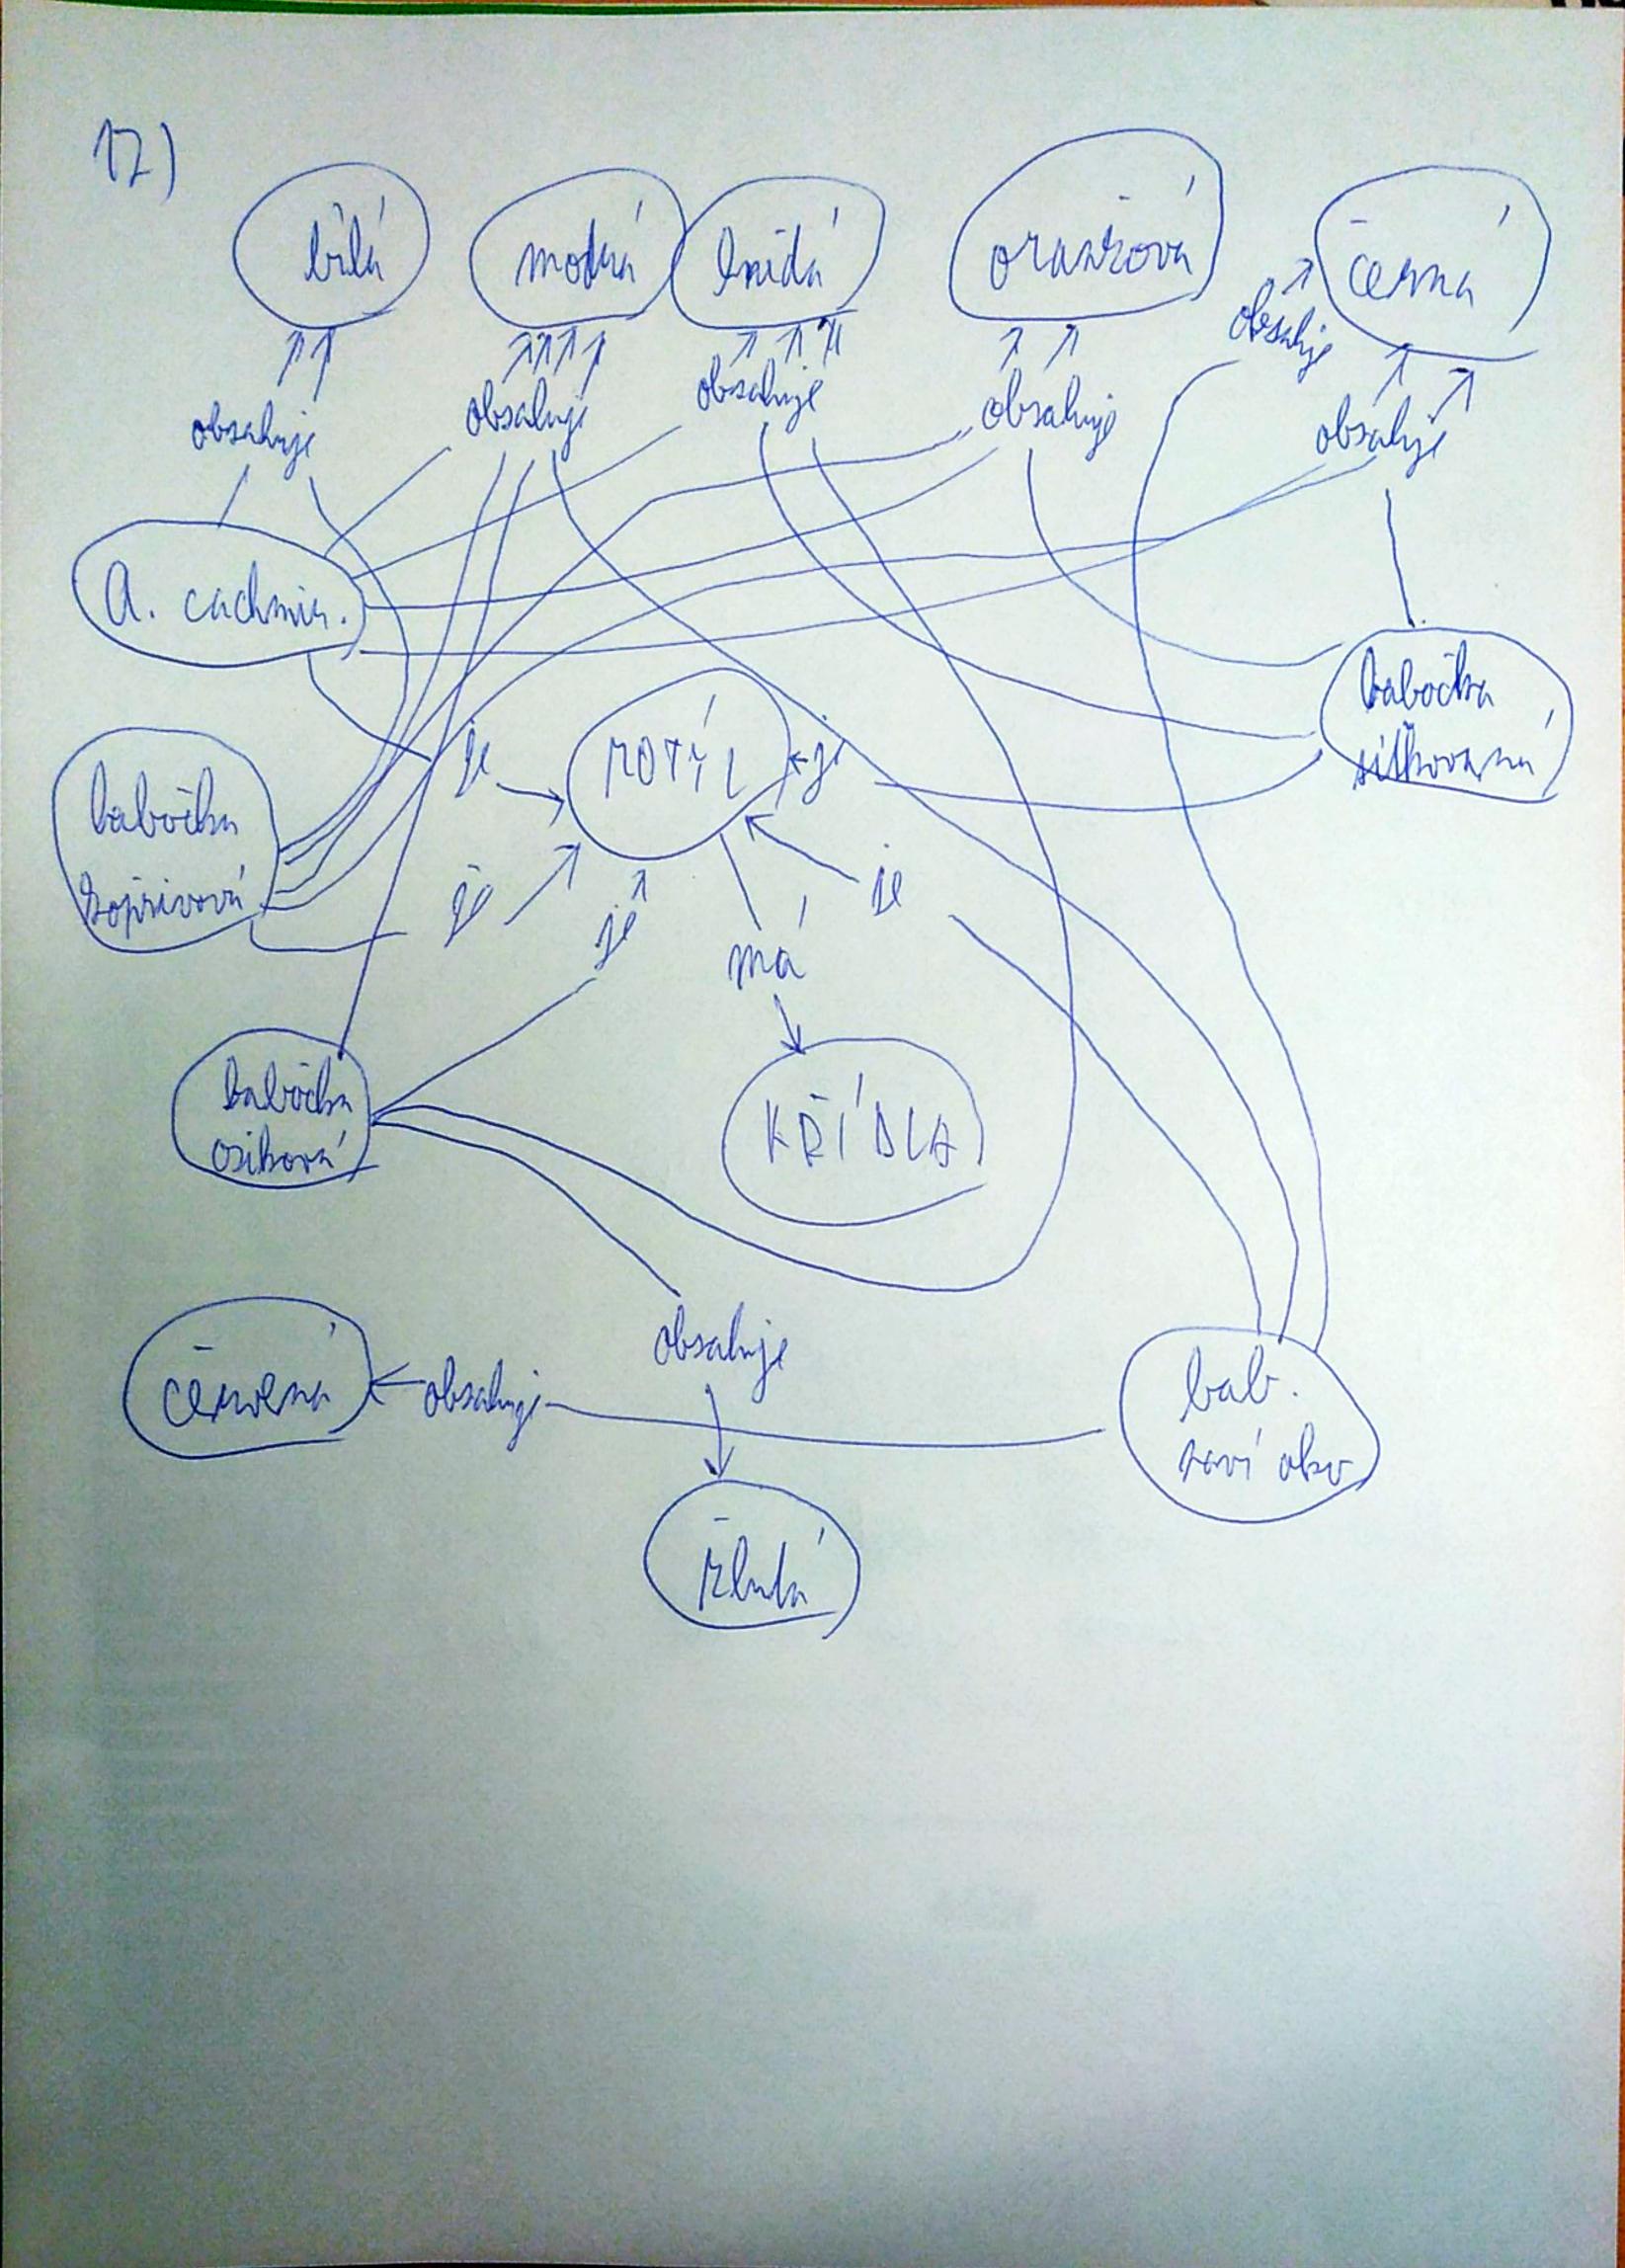 17)
bílá
modrá
hnědá
oranžová
černá
obsahuje
obsahuje
obsahuje
obsahuje
obsahuje
obsahuje
A. cachmir.
babočka
síťkovaná
babočka
kopřivová
je
MOTÝL
je
je
je
je
má
babočka
osiková
KŘÍDLA
obsahuje
červená
obsahuje
bab.
paví oko
žlutá